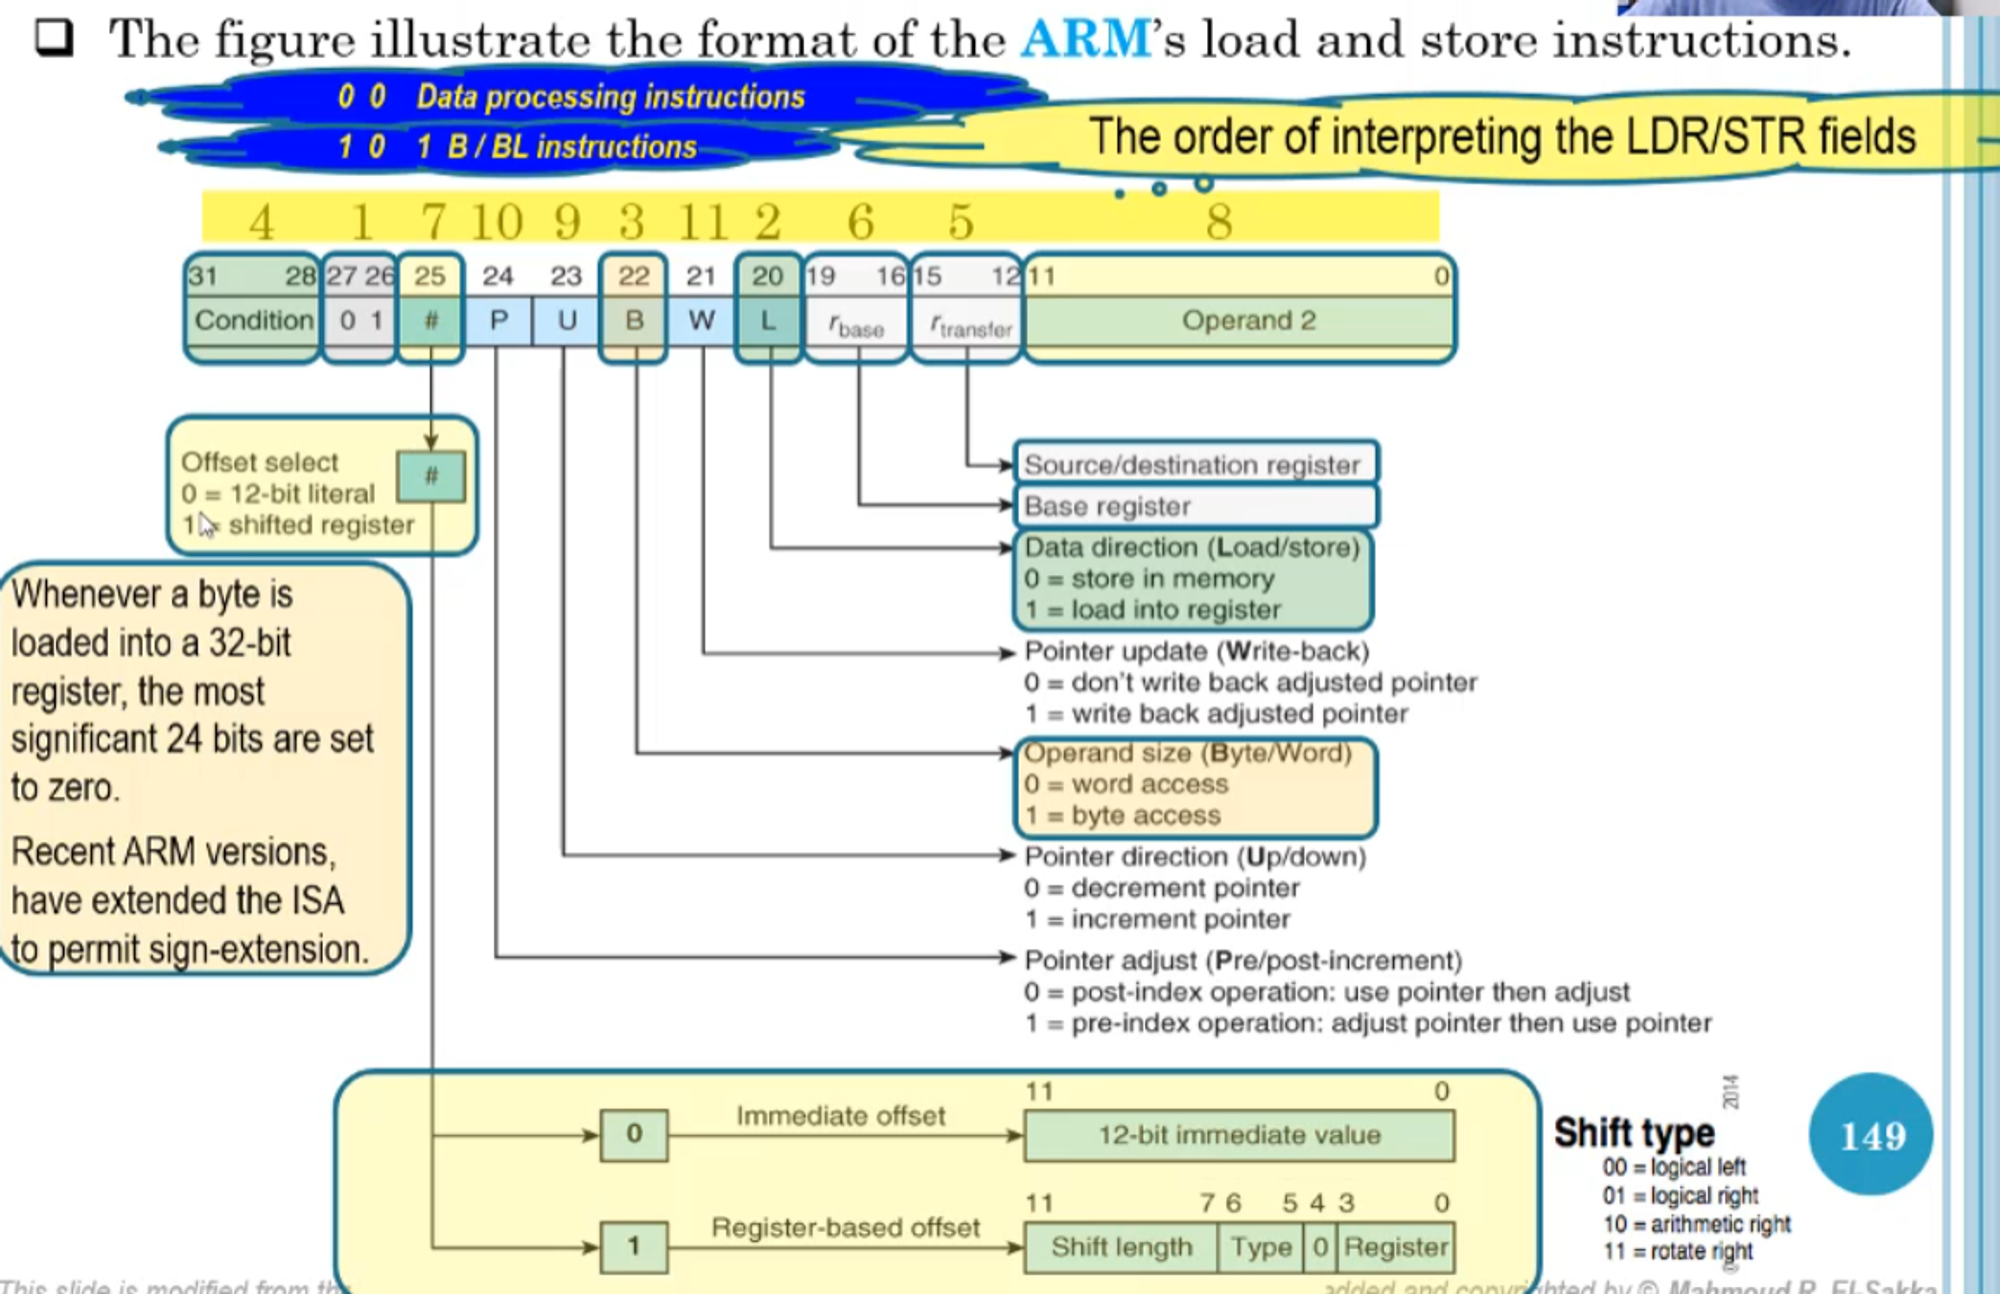 ❑ The figure illustrate the format of the ARM's load and store instructions.
0 0 Data processing instructions
1 0 1 B / BL instructions
The order of interpreting the LDR/STR fields
4 1 7 10 9 3 11 2 6 5 8
31 28 27 26 25 24 23 22 21 20 19 16 15 12 11 0
Condition 0 1 # P U B W L rbase rtransfer Operand 2
Offset select
0 = 12-bit literal
1 = shifted register
#
Source/destination register
Base register
Data direction (Load/store)
0 = store in memory
1 = load into register
Pointer update (Write-back)
0 = don't write back adjusted pointer
1 = write back adjusted pointer
Operand size (Byte/Word)
0 = word access
1 = byte access
Pointer direction (Up/down)
0 = decrement pointer
1 = increment pointer
Pointer adjust (Pre/post-increment)
0 = post-index operation: use pointer then adjust
1 = pre-index operation: adjust pointer then use pointer
Whenever a byte is
loaded into a 32-bit
register, the most
significant 24 bits are set
to zero.
Recent ARM versions,
have extended the ISA
to permit sign-extension.
11 0
0 Immediate offset 12-bit immediate value
11 7 6 5 4 3 0
1 Register-based offset Shift length Type 0 Register
Shift type
00 = logical left
01 = logical right
10 = arithmetic right
11 = rotate right
2014
©
149
This slide is modified from
added and copyrighted by © Mahmoud R. El-Sakka